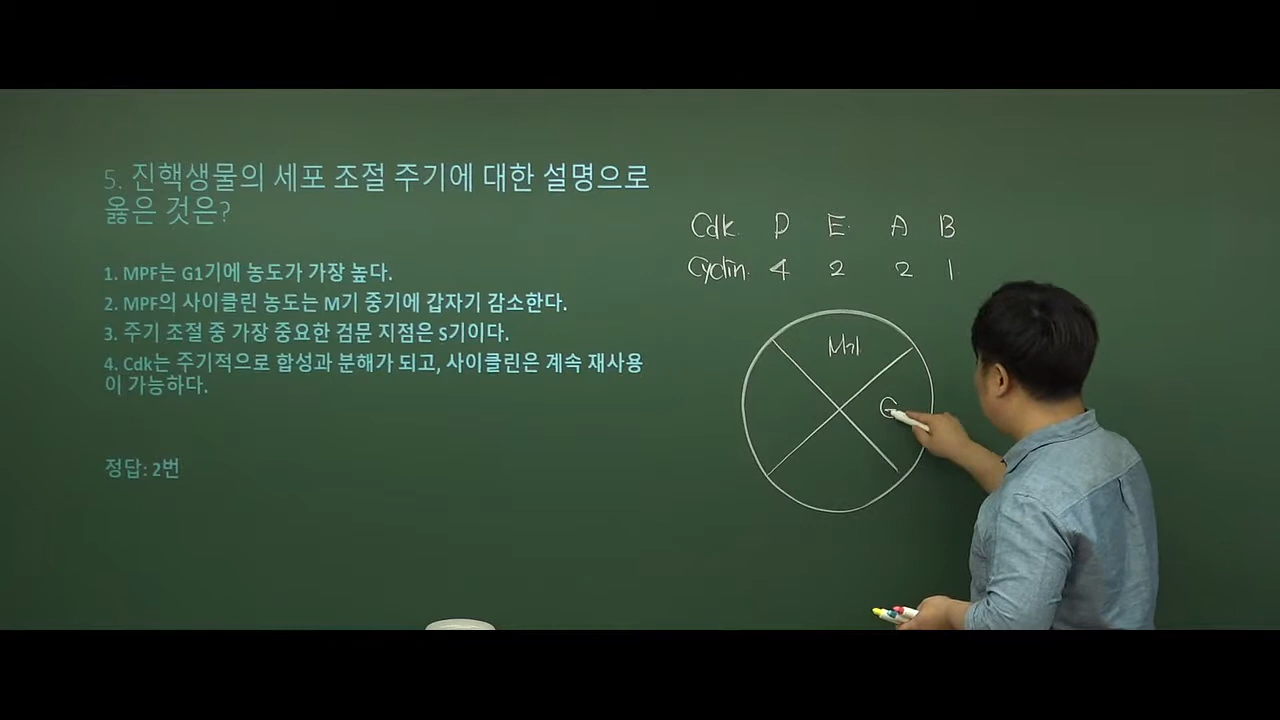 5. 진핵생물의 세포 조절 주기에 대한 설명으로
옳은 것은?
1. MPF는 G1기에 농도가 가장 높다.
2. MPF의 사이클린 농도는 M기 중기에 갑자기 감소한다.
3. 주기 조절 중 가장 중요한 검문 지점은 S기이다.
4. Cdk는 주기적으로 합성과 분해가 되고, 사이클린은 계속 재사용
이 가능하다.
정답: 2번
Cdk D E A B
Cyclin 4 2 2 1
M기
G